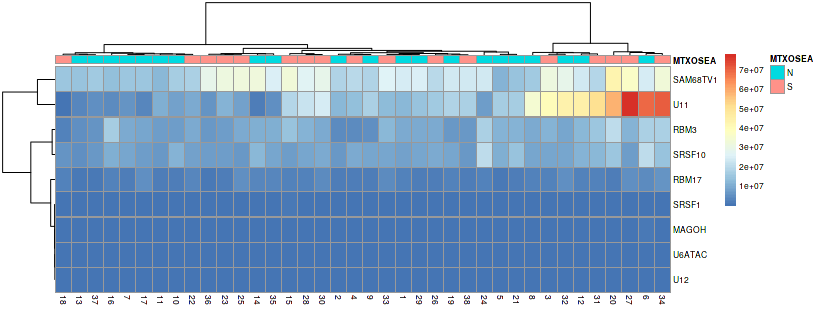 MTXOSEA
SAM68TV1
U11
RBM3
SRSF10
RBM17
SRSF1
MAGOH
U6ATAC
U12
18 13 37 16 7 17 11 10 22 36 23 25 14 35 15 28 30 2 4 9 33 1 29 26 19 38 24 5 21 8 3 32 12 31 20 27 6 34
7e+07
6e+07
5e+07
4e+07
3e+07
2e+07
1e+07
MTXOSEA
N
S